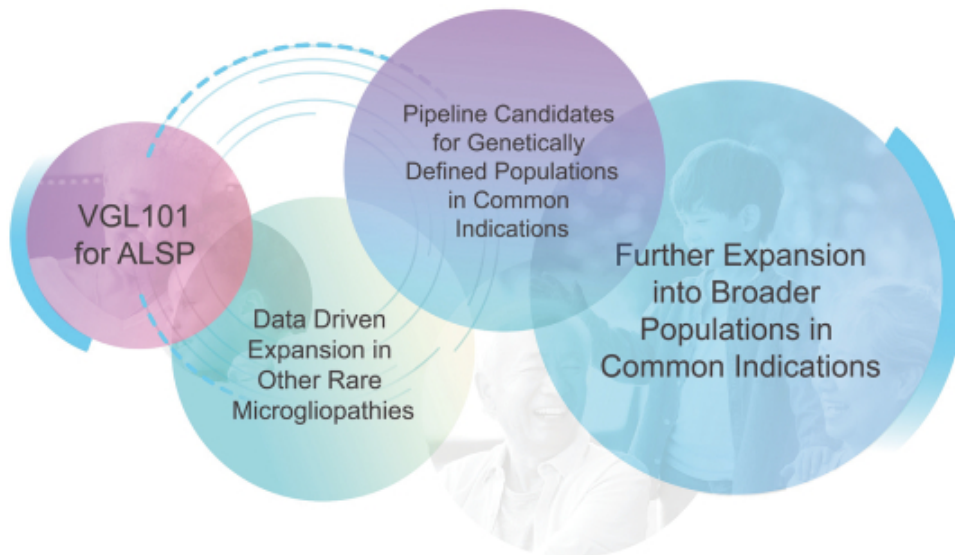 VGL101
for ALSP
Data Driven
Expansion in
Other Rare
Microgliopathies
Pipeline Candidates
for Genetically
Defined Populations
in Common
Indications
Further Expansion
into Broader
Populations in
Common Indications